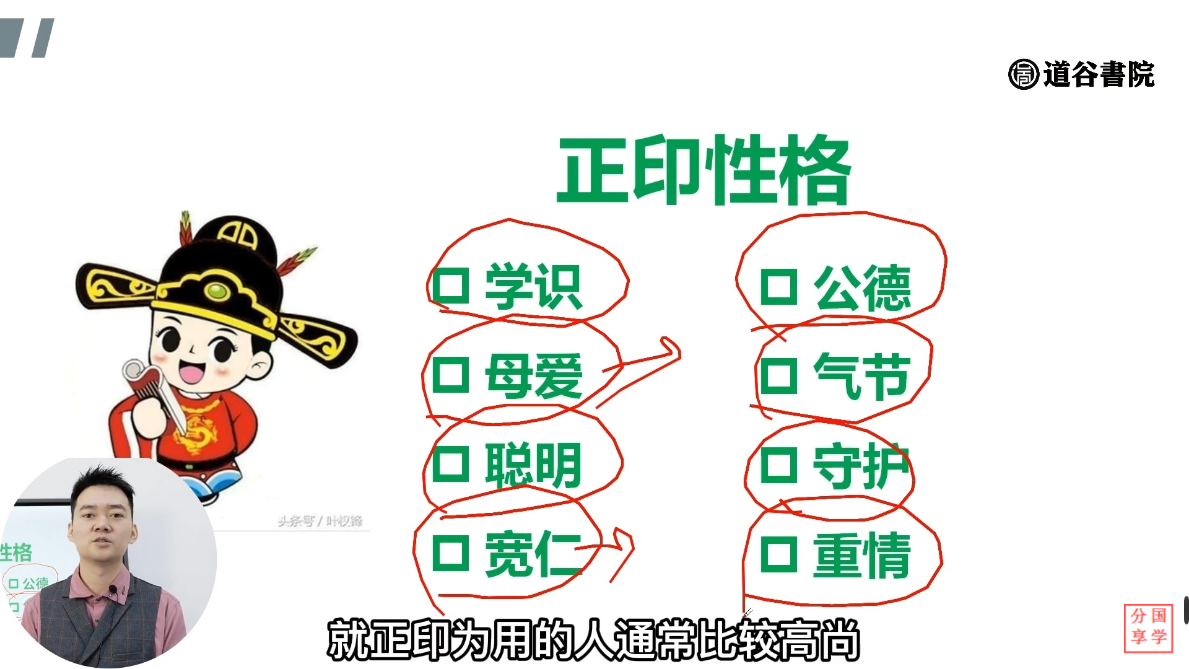 道谷書院
正印性格
学识
公德
母爱
气节
聪明
守护
宽仁
重情
头条号 / 叶校锋
性格
公德
就正印为用的人通常比较高尚
国学
分享